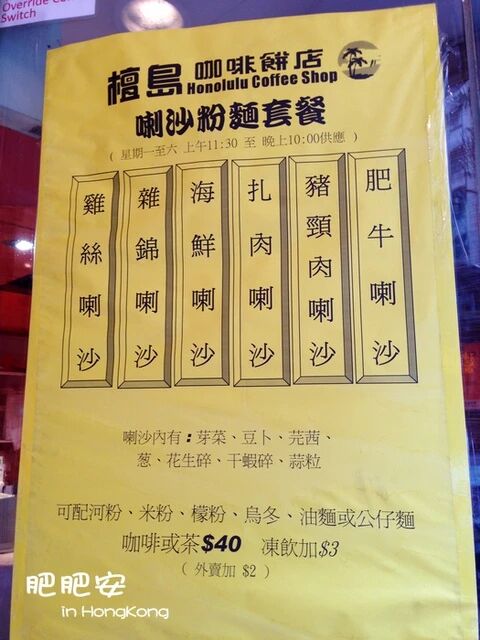 Override Co
Switch
檀島 咖啡餅店
Honolulu Coffee Shop
喇沙粉麵套餐
( 星期一至六 上午11:30 至 晚上10:00供應 )
雞絲喇沙
雜錦喇沙
海鮮喇沙
扎肉喇沙
豬頸肉喇沙
肥牛喇沙
喇沙內有：芽菜、豆卜、芫茜、
葱、花生碎、干蝦碎、蒜粒
可配河粉、米粉、檬粉、烏冬、油麵或公仔麵
咖啡或茶$40 凍飲加$3
( 外賣加 $2 )
肥肥安
in HongKong